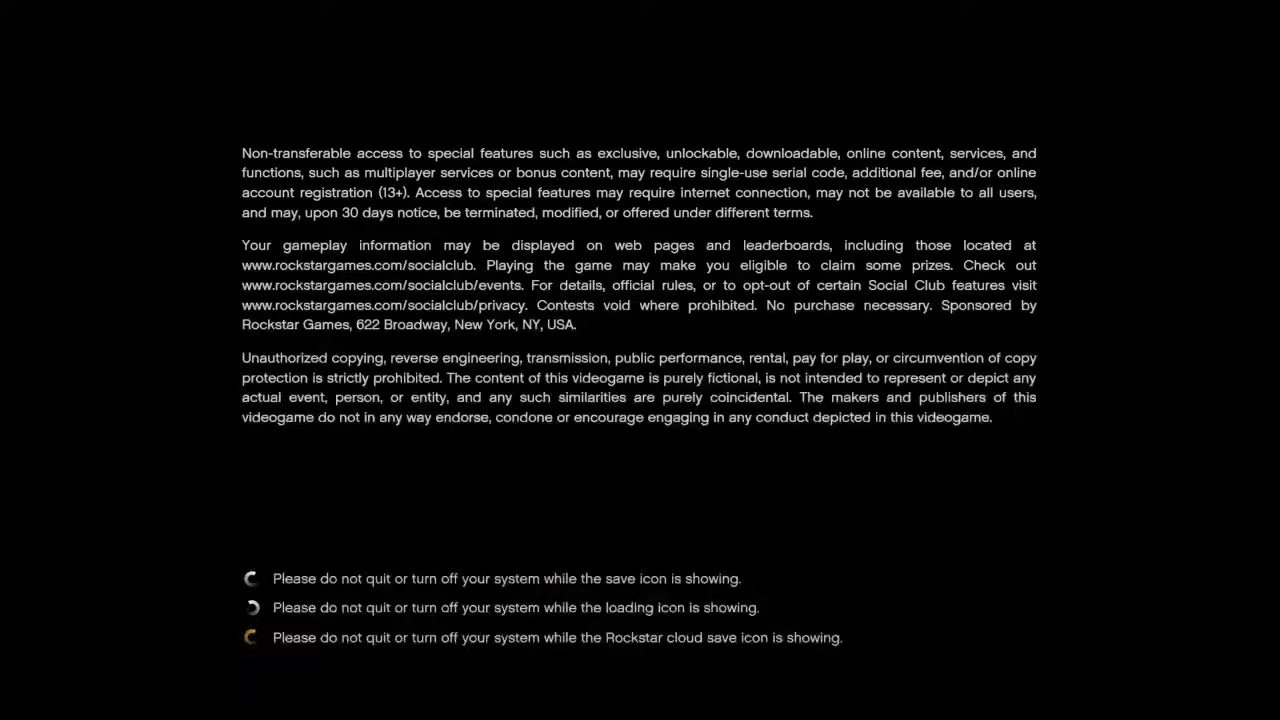 Non-transferable access to special features such as exclusive, unlockable, downloadable, online content, services, and
functions, such as multiplayer services or bonus content, may require single-use serial code, additional fee, and/or online
account registration (13+). Access to special features may require internet connection, may not be available to all users,
and may, upon 30 days notice, be terminated, modified, or offered under different terms.
Your gameplay information may be displayed on web pages and leaderboards, including those located at
www.rockstargames.com/socialclub. Playing the game may make you eligible to claim some prizes. Check out
www.rockstargames.com/socialclub/events. For details, official rules, or to opt-out of certain Social Club features visit
www.rockstargames.com/socialclub/privacy. Contests void where prohibited. No purchase necessary. Sponsored by
Rockstar Games, 622 Broadway, New York, NY, USA.
Unauthorized copying, reverse engineering, transmission, public performance, rental, pay for play, or circumvention of copy
protection is strictly prohibited. The content of this videogame is purely fictional, is not intended to represent or depict any
actual event, person, or entity, and any such similarities are purely coincidental. The makers and publishers of this
videogame do not in any way endorse, condone or encourage engaging in any conduct depicted in this videogame.
Please do not quit or turn off your system while the save icon is showing.
Please do not quit or turn off your system while the loading icon is showing.
Please do not quit or turn off your system while the Rockstar cloud save icon is showing.